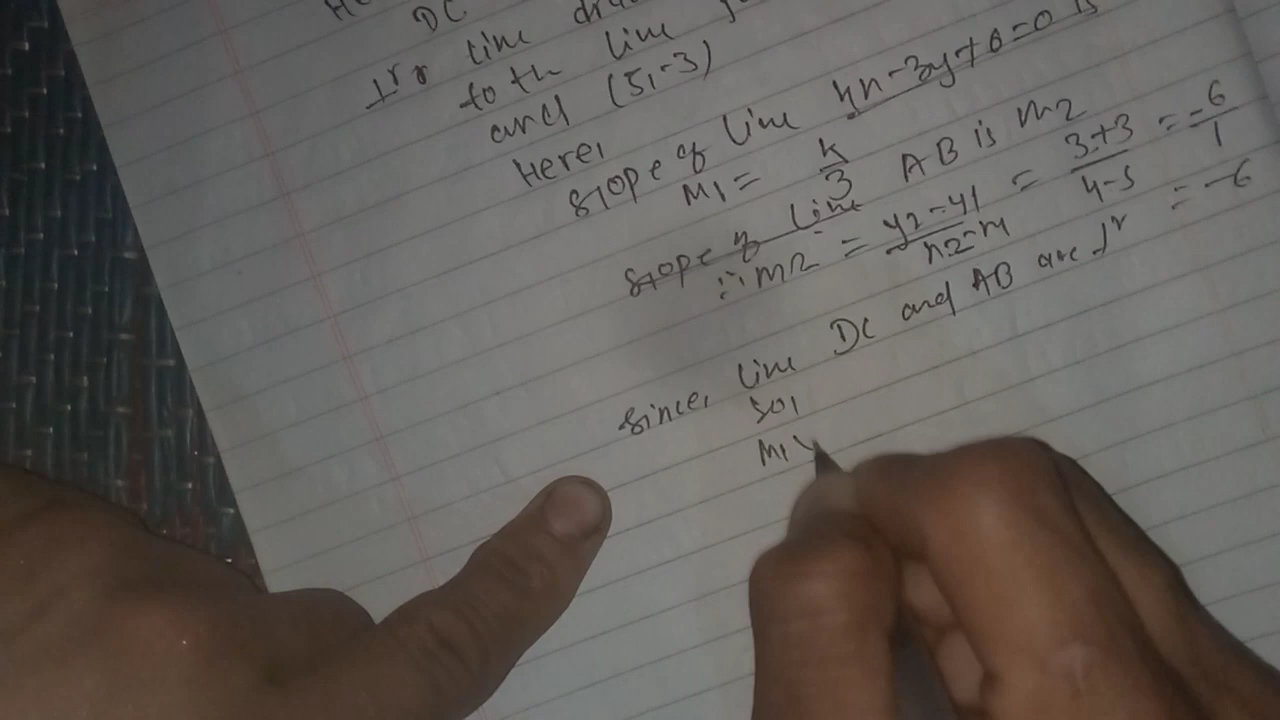 DC
⊥r r line
to the line
and (5,-3)
Here,
slope of line kx-3y+6=0 is
M1 = k/3
slope of line AB is m2
∴ m2 = y2-y1/x2-x1 = 3+3/4-5 = -6/1
= -6
since, line DC and AB are ⊥r
so,
M1 ×